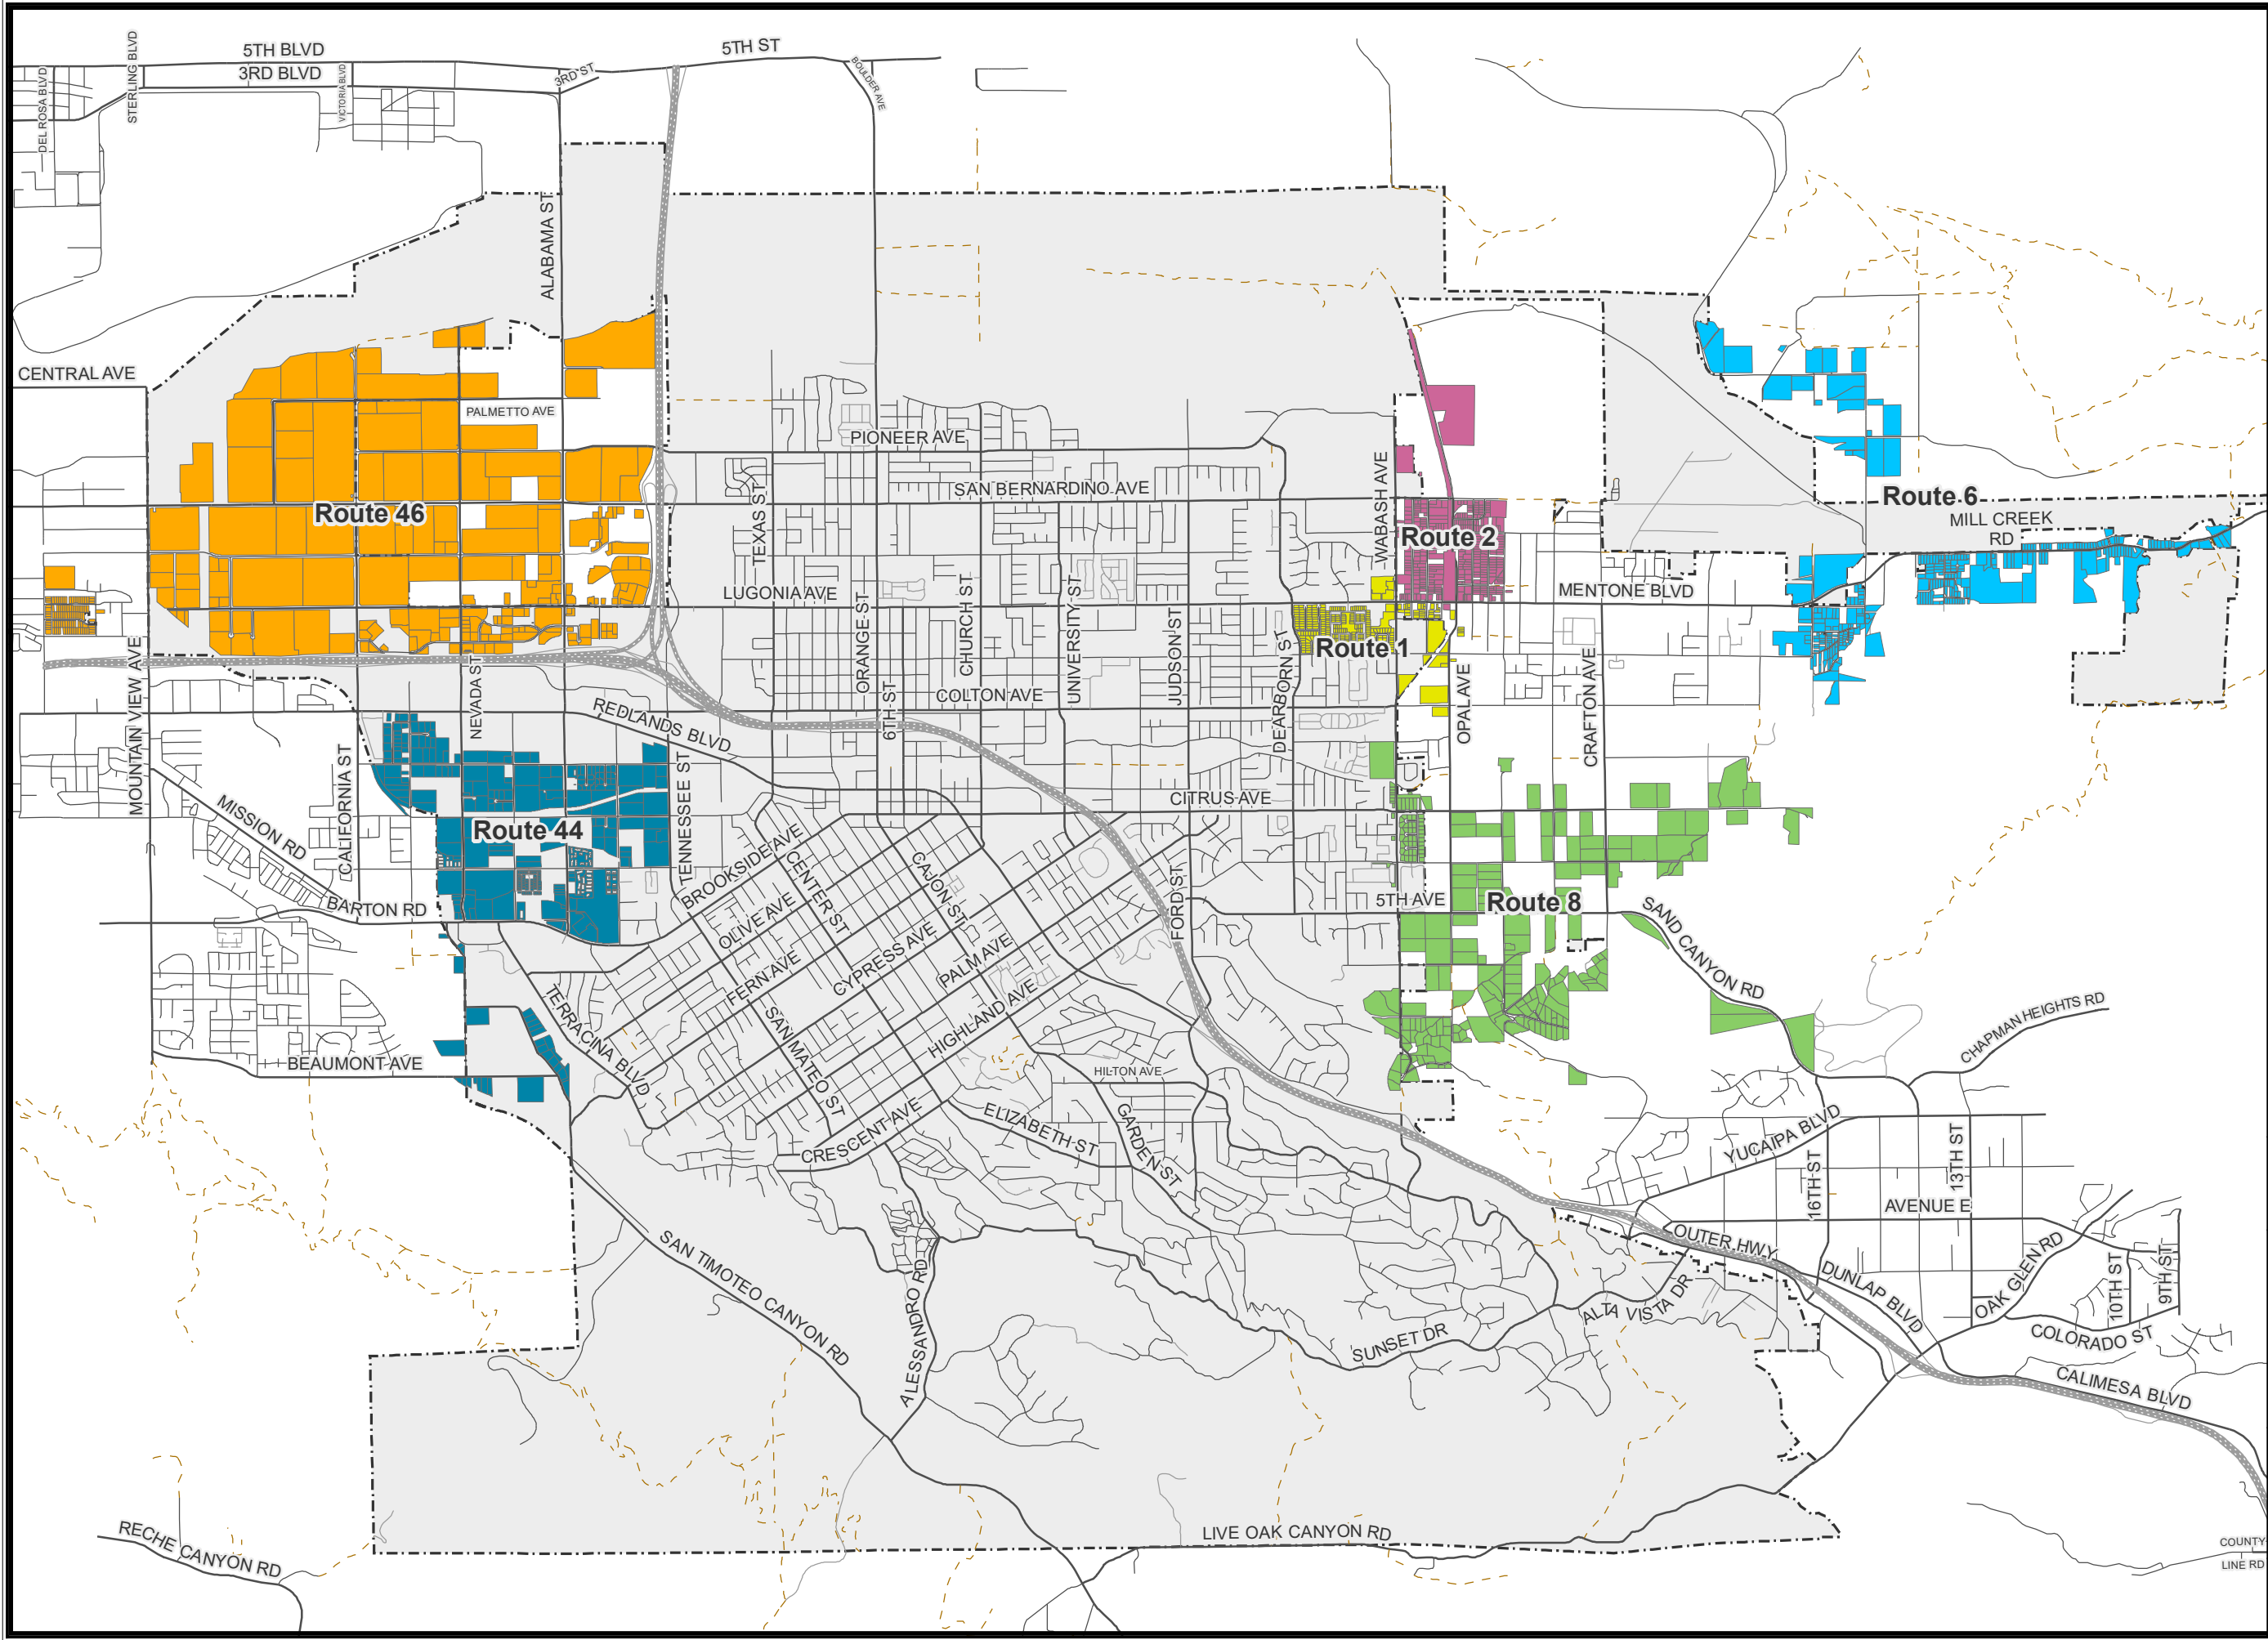 5TH BLVD
5TH ST
3RD BLVD
3RD ST
DEL ROSA BLVD
STERLING BLVD
VICTORIA BLVD
BOULDER AVE
ALABAMA ST
CENTRAL AVE
PALMETTO AVE
PIONEER AVE
SAN BERNARDINO AVE
WABASH AVE
TEXAS ST
Route 46
Route 2
Route 6
MILL CREEK
RD
LUGONIA AVE
MENTONE BLVD
ORANGE ST
CHURCH ST
UNIVERSITY ST
JUDSON ST
DEARBORN ST
Route 1
MOUNTAIN VIEW AVE
NEVADA ST
6TH ST
COLTON AVE
OPAL AVE
CRAFTON AVE
REDLANDS BLVD
CALIFORNIA ST
TENNESSEE ST
MISSION RD
CITRUS AVE
Route 44
BROOKSIDE AVE
CENTER ST
CAJON ST
FORD ST
BARTON RD
OLIVE AVE
5TH AVE
Route 8
SAND CANYON RD
FERN AVE
CYPRESS AVE
PALM AVE
TERRACINA BLVD
SAN MATEO ST
HIGHLAND AVE
CHAPMAN HEIGHTS RD
BEAUMONT AVE
HILTON AVE
CRESCENT AVE
ELIZABETH ST
GARDEN ST
YUCAIPA BLVD
16TH ST
13TH ST
AVENUE E
SAN TIMOTEO CANYON RD
ALESSANDRO RD
OUTER HWY
DUNLAP BLVD
OAK GLEN RD
10TH ST
9TH ST
ALTA VISTA DR
SUNSET DR
COLORADO ST
CALIMESA BLVD
RECHE CANYON RD
LIVE OAK CANYON RD
COUNTY
LINE RD